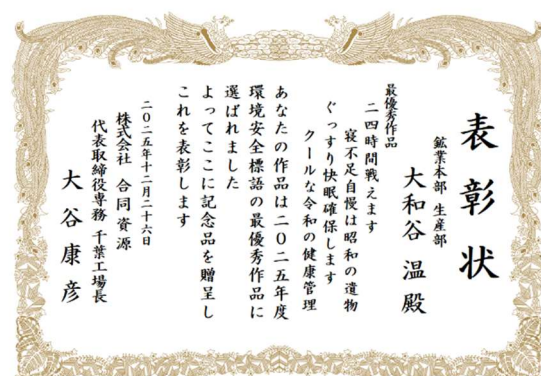 表彰状
鉱業本部 生産部
大和谷 温 殿
最優秀作品
二四時間戦えます
寝不足自慢は昭和の遺物
ぐっすり快眠確保します
クールな令和の健康管理
あなたの作品は二〇二五年度
環境安全標語の最優秀作品に
選ばれました
よってここに記念品を贈呈し
これを表彰します
二〇二五年十二月二十六日
株式会社 合同資源
代表取締役専務 千葉工場長
大谷康彦